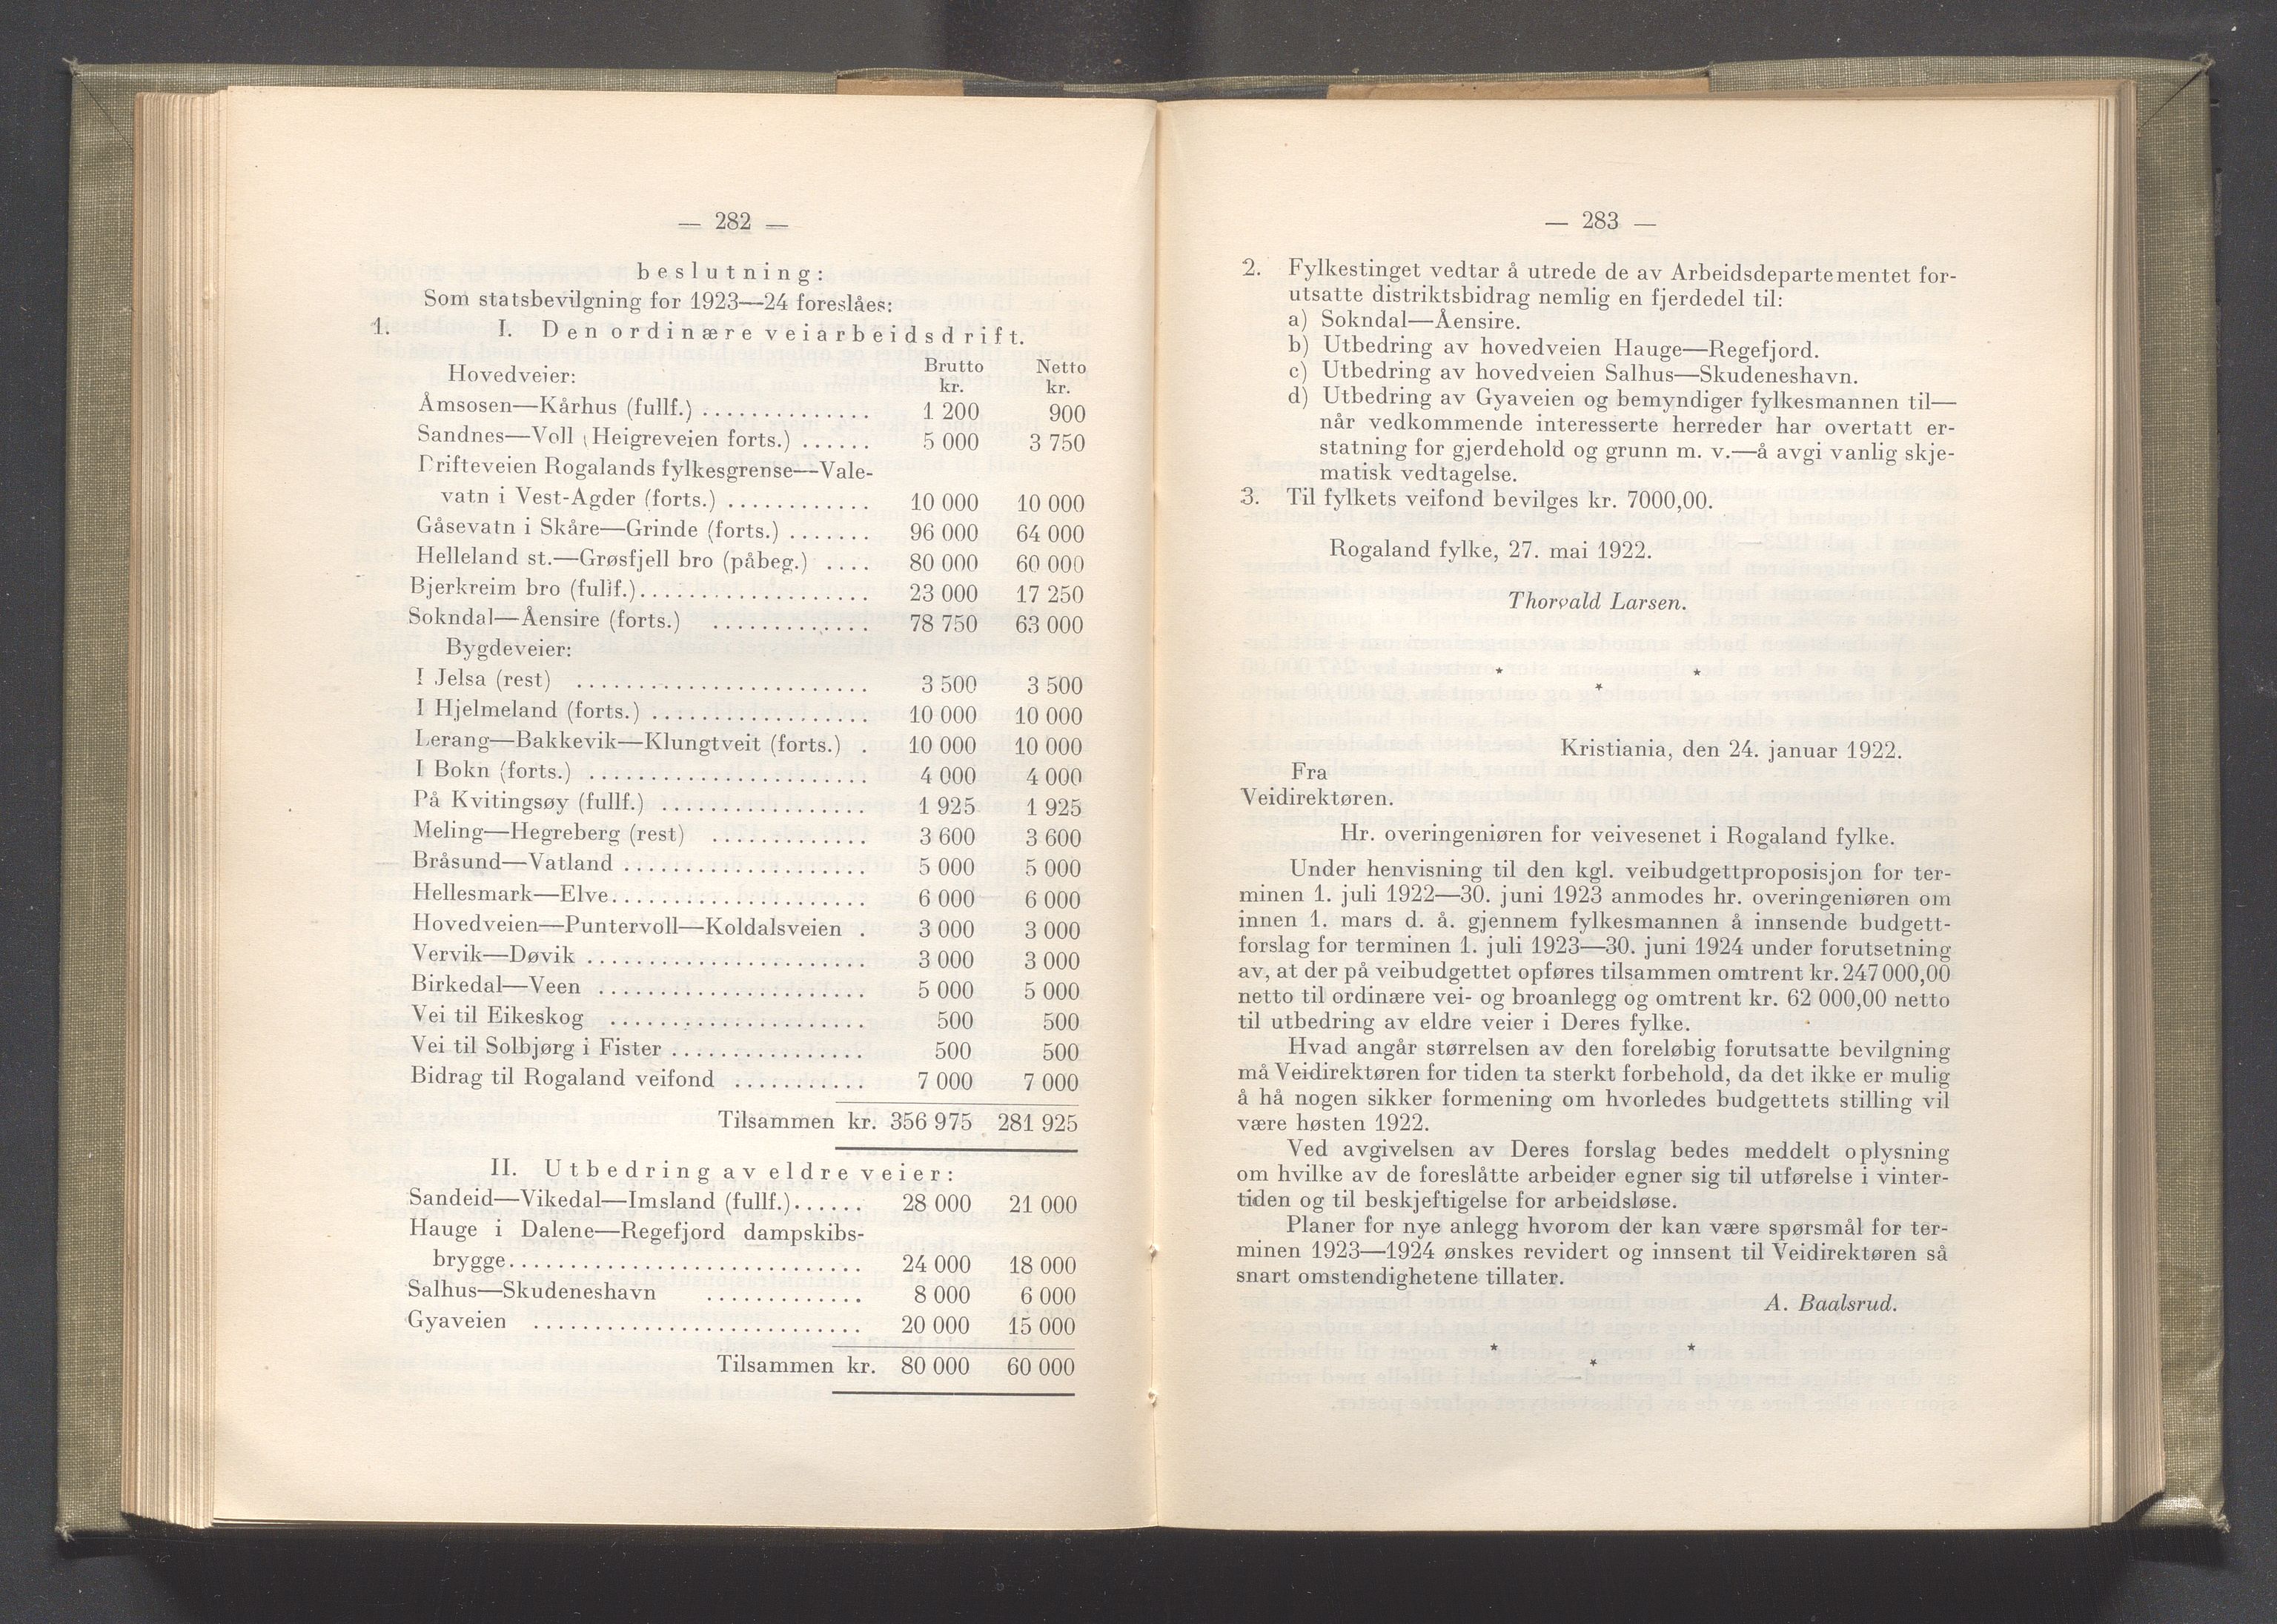 — 282 —
beslutning:
Som statsbevilgning for 1923—24 foreslåes:
1. I. Den ordinære veiarbeidsdrift.
Brutto Netto
Hovedveier: kr. kr.
Åmsosen—Kårhus (fullf.) .............. 1 200 900
Sandnes—Voll (Heigreveien forts.) ...... 5 000 3 750
Drifteveien Rogalands fylkesgrense—Vale-
vatn i Vest-Agder (forts.) ............ 10 000 10 000
Gåsevatn i Skåre—Grinde (forts.) ....... 96 000 64 000
Helleland st.—Grøsfjell bro (påbeg.) .... 80 000 60 000
Bjerkreim bro (fullf.)................... 23 000 17 250
Sokndal—Åensire (forts.) ............. 78 750 63 000
Bygdeveier:
I Jelsa (rest) ........................ 3 500 3 500
I Hjelmeland (forts.) .................. 10 000 10 000
Lerang—Bakkevik—Klungtveit (forts.) . 10 000 10 000
I Bokn (forts.) ....................... 4 000 4 000
På Kvitingsøy (fullf.) ................. 1 925 1 925
Meling—Hegreberg (rest) ............. 3 600 3 600
Bråsund—Vatland .................... 5 000 5 000
Hellesmark—Elve..................... 6 000 6 000
Hovedveien—Puntervoll—Koldalsveien . 3 000 3 000
Vervik—Døvik ....................... 3 000 3 000
Birkedal—Veen ...................... 5 000 5 000
Vei til Eikeskog ..................... 500 500
Vei til Solbjørg i Fister ................ 500 500
Bidrag til Rogaland veifond ........... 7 000 7 000
Tilsammen kr. 356 975 281 925
II. Utbedring av eldre veier:
Sandeid—Vikedal—Imsland (fullf.)...... 28 000 21 000
Hauge i Dalene—Regefjord dampskibs-
brygge............................. 24 000 18 000
Salhus—Skudeneshavn ............. 8 000 6 000
Gyaveien ........................... 20 000 15 000
Tilsammen kr. 80 000 60 000
— 283 —
2. Fylkestinget vedtar å utrede de av Arbeidsdepartementet for-
utsatte distriktsbidrag nemlig en fjerdedel til:
a) Sokndal—Åensire.
b) Utbedring av hovedveien Hauge—Regefjord.
c) Utbedring av hovedveien Salhus—Skudeneshavn.
d) Utbedring av Gyaveien og bemyndiger fylkesmannen til—
når vedkommende interesserte herreder har overtatt er-
statning for gjerdehold og grunn m. v.—å avgi vanlig skje-
matisk vedtagelse.
3. Til fylkets veifond bevilges kr. 7000,00.
Rogaland fylke, 27. mai 1922.
Thorvald Larsen.
* * *
Kristiania, den 24. januar 1922.
Fra
Veidirektøren.
Hr. overingeniøren for veivesenet i Rogaland fylke.
Under henvisning til den kgl. veibudgettproposisjon for ter-
minen 1. juli 1922—30. juni 1923 anmodes hr. overingeniøren om
innen 1. mars d. å. gjennem fylkesmannen å innsende budgett-
forslag for terminen 1. juli 1923—30. juni 1924 under forutsetning
av, at der på veibudgettet opføres tilsammen omtrent kr. 247 000,00
netto til ordinære vei- og broanlegg og omtrent kr. 62 000,00 netto
til utbedring av eldre veier i Deres fylke.
Hvad angår størrelsen av den foreløbig forutsatte bevilgning
må Veidirektøren for tiden ta sterkt forbehold, da det ikke er mulig
å hå nogen sikker formening om hvorledes budgettets stilling vil
være høsten 1922.
Ved avgivelsen av Deres forslag bedes meddelt oplysning
om hvilke av de foreslåtte arbeider egner sig til utførelse i vinter-
tiden og til beskjeftigelse for arbeidsløse.
Planer for nye anlegg hvorom der kan være spørsmål for ter-
minen 1923—1924 ønskes revidert og innsent til Veidirektøren så
snart omstendighetene tillater.
A. Baalsrud.
* * *